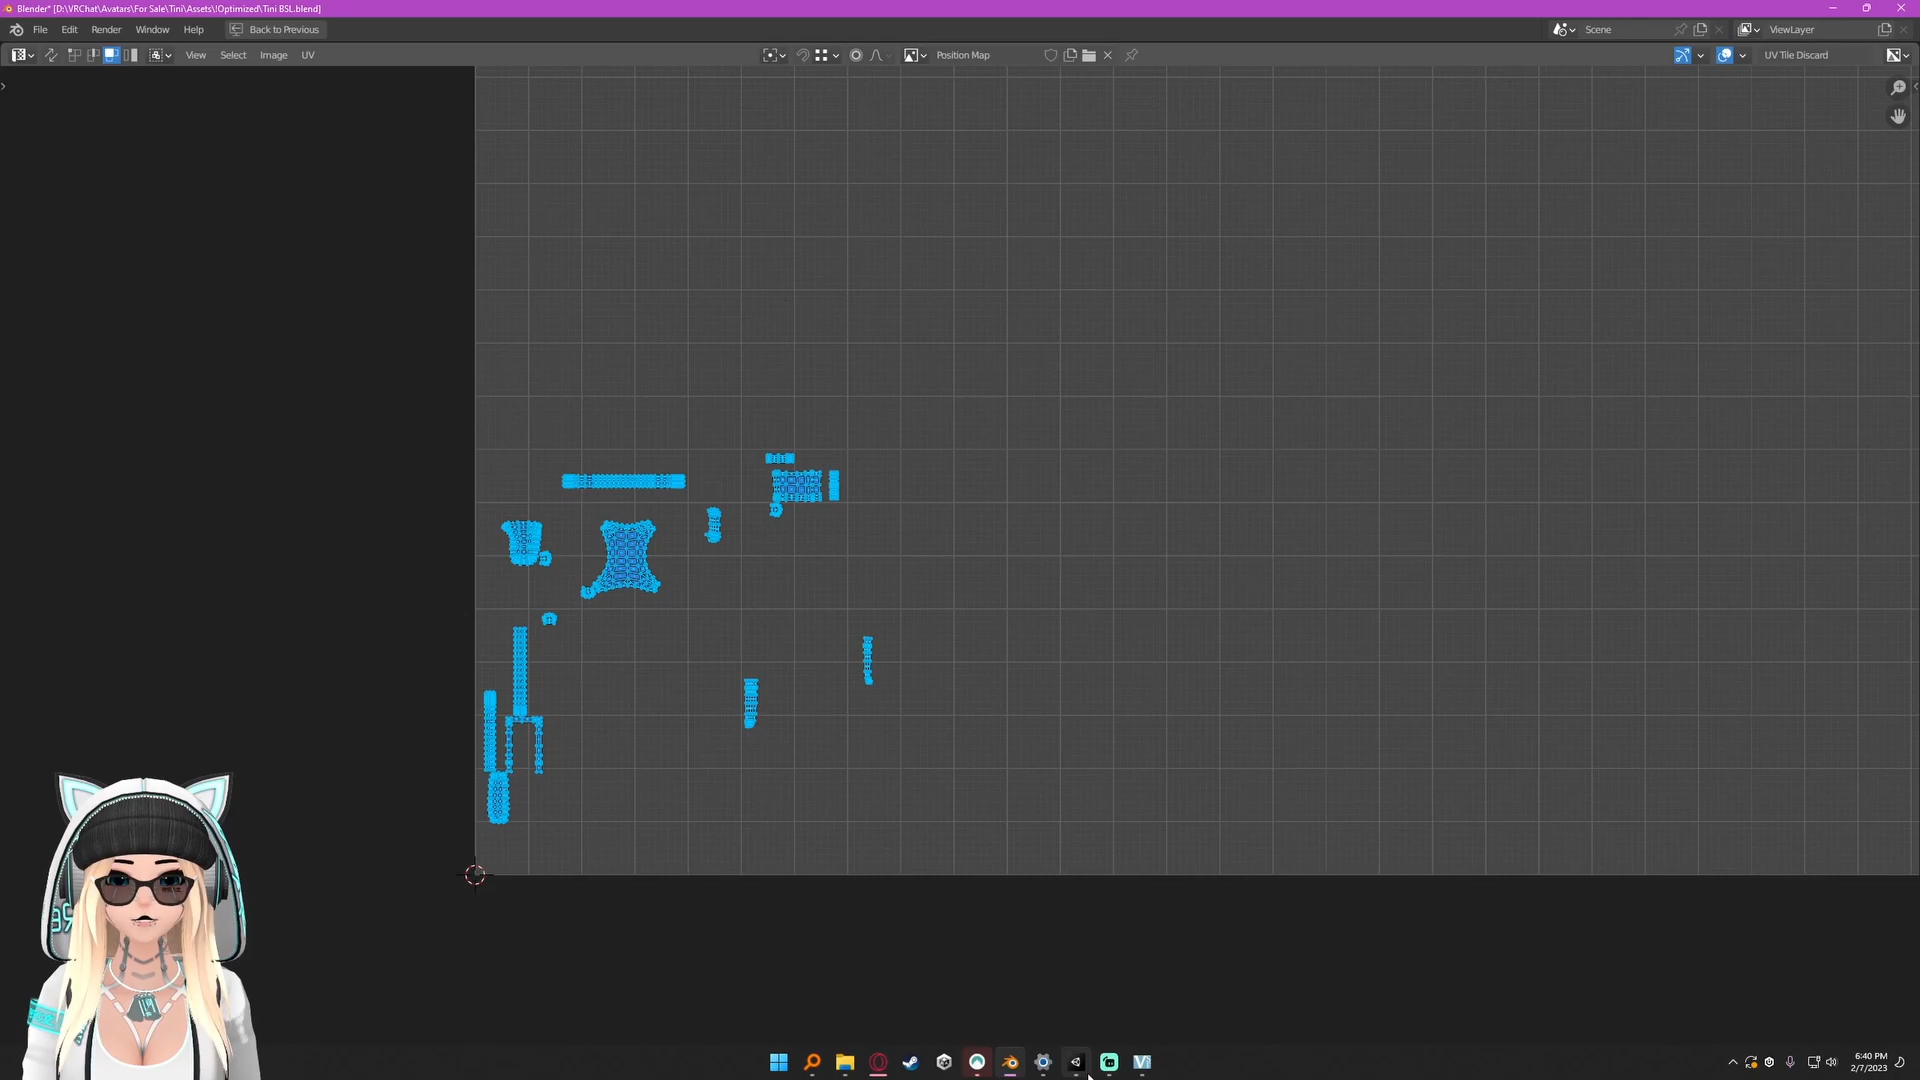 Blender* [D:\VRChat\Avatars\For Sale\Tini\Assets\!Optimized\Tini BSL.blend]
File Edit Render Window Help Back to Previous Scene ViewLayer
View Select Image UV Position Map UV Tile Discard
6:40 PM
2/7/2023